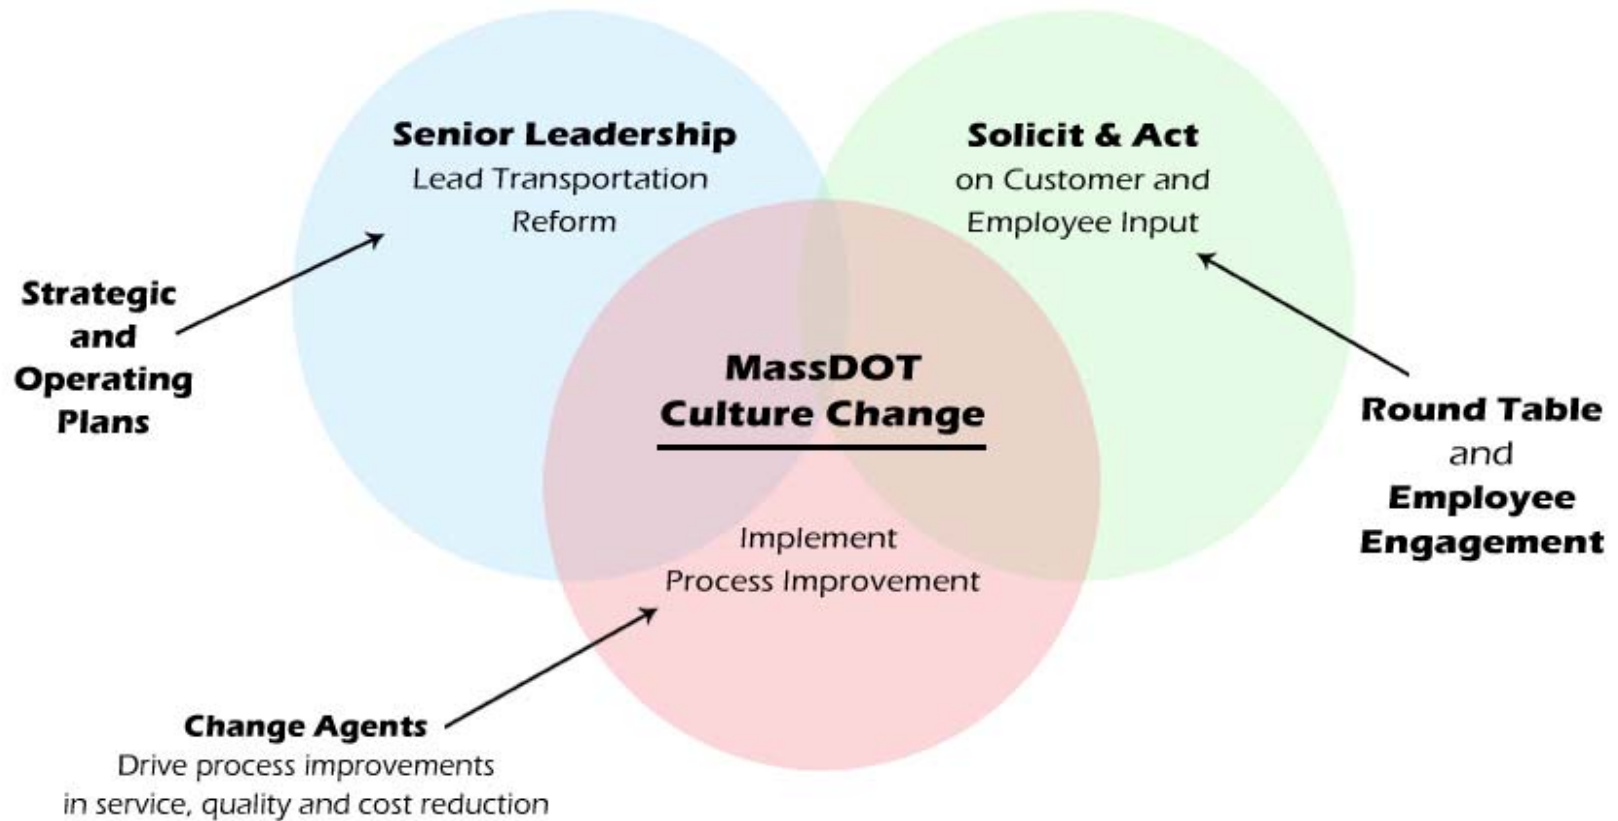 Senior Leadership
Lead Transportation
Reform
Solicit & Act
on Customer and
Employee Input
Strategic
and
Operating
Plans
MassDOT
Culture Change
Round Table
and
Employee
Engagement
Implement
Process Improvement
Change Agents
Drive process improvements
in service, quality and cost reduction